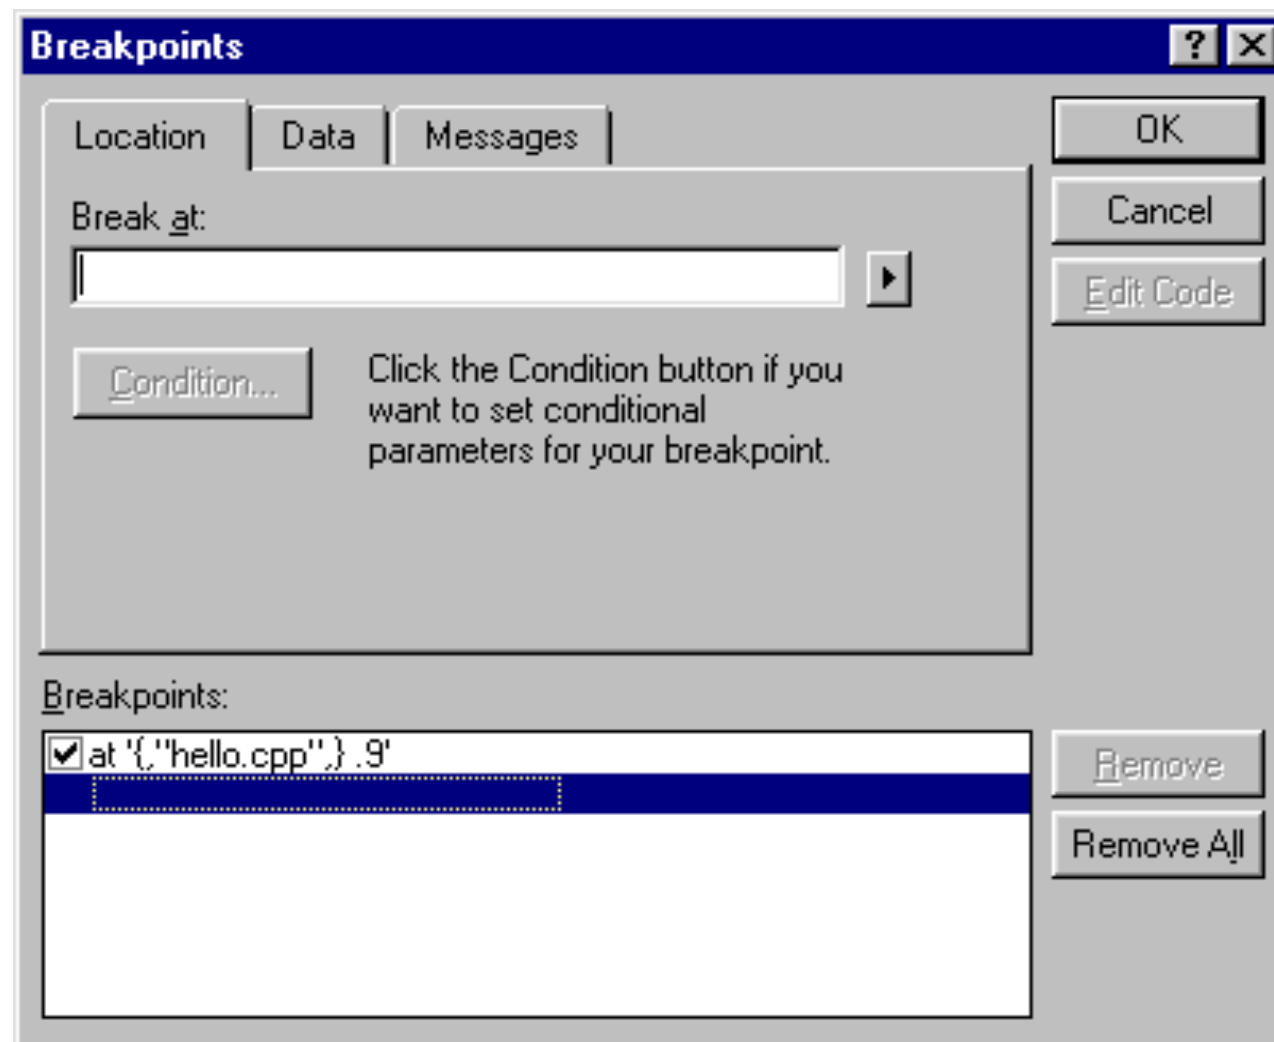 Breakpoints
?
Location
Data
Messages
OK
Cancel
Edit Code
Break at:
Condition...
Click the Condition button if you
want to set conditional
parameters for your breakpoint.
Breakpoints:
at '{,"hello.cpp",} .9'
Remove
Remove All